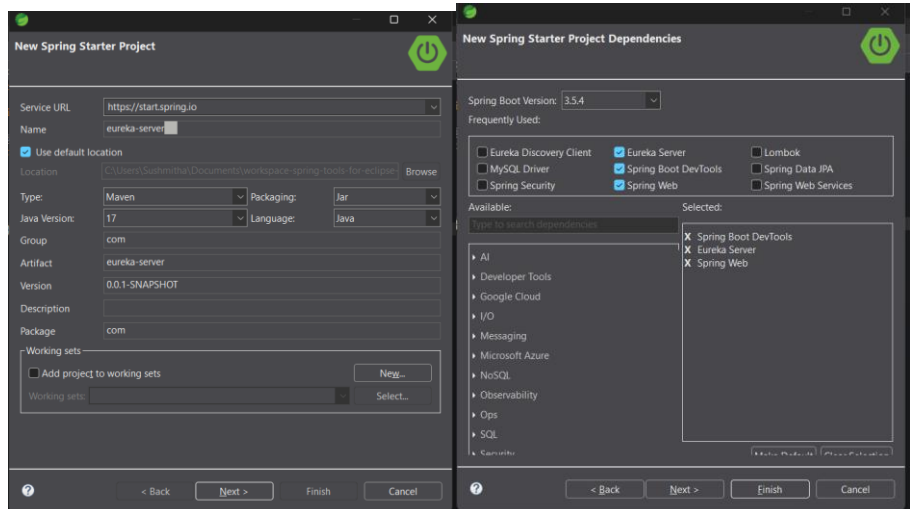 New Spring Starter Project
Service URL https://start.spring.io
Name eureka-server
Use default location
Location C:\Users\Sushmitha\Documents\workspace-spring-tools-for-eclipse- Browse
Type: Maven Packaging: Jar
Java Version: 17 Language: Java
Group com
Artifact eureka-server
Version 0.0.1-SNAPSHOT
Description
Package com
Working sets
Add project to working sets New...
Working sets: Select...
< Back Next > Finish Cancel
New Spring Starter Project Dependencies
Spring Boot Version: 3.5.4
Frequently Used:
Eureka Discovery Client Eureka Server Lombok
MySQL Driver Spring Boot DevTools Spring Data JPA
Spring Security Spring Web Spring Web Services
Available: Selected:
Type to search dependencies
X Spring Boot DevTools
X Eureka Server
X Spring Web
AI
Developer Tools
Google Cloud
I/O
Messaging
Microsoft Azure
NoSQL
Observability
Ops
SQL
Security
Make Default Clear Selection
< Back Next > Finish Cancel